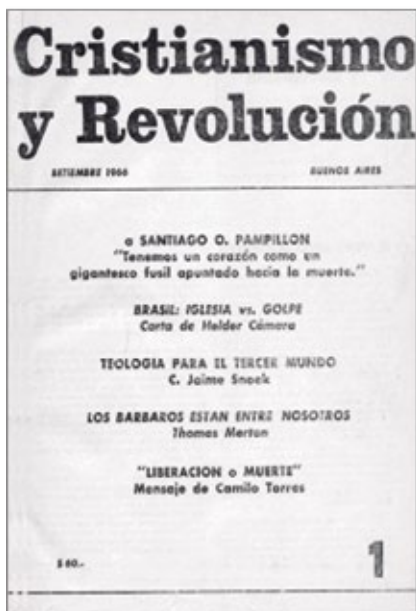 Cristianismo
y Revolución
SETIEMBRE 1966 BUENOS AIRES
a SANTIAGO O. PAMPILLON
"Tenemos un corazón como un
gigantesco fusil apuntado hacia la muerte."
BRASIL: IGLESIA vs. GOLPE
Carta de Helder Cámara
TEOLOGIA PARA EL TERCER MUNDO
C. Jaime Snoek
LOS BARBAROS ESTAN ENTRE NOSOTROS
Thomas Merton
"LIBERACION o MUERTE"
Mensaje de Camilo Torres
$ 60.- 1